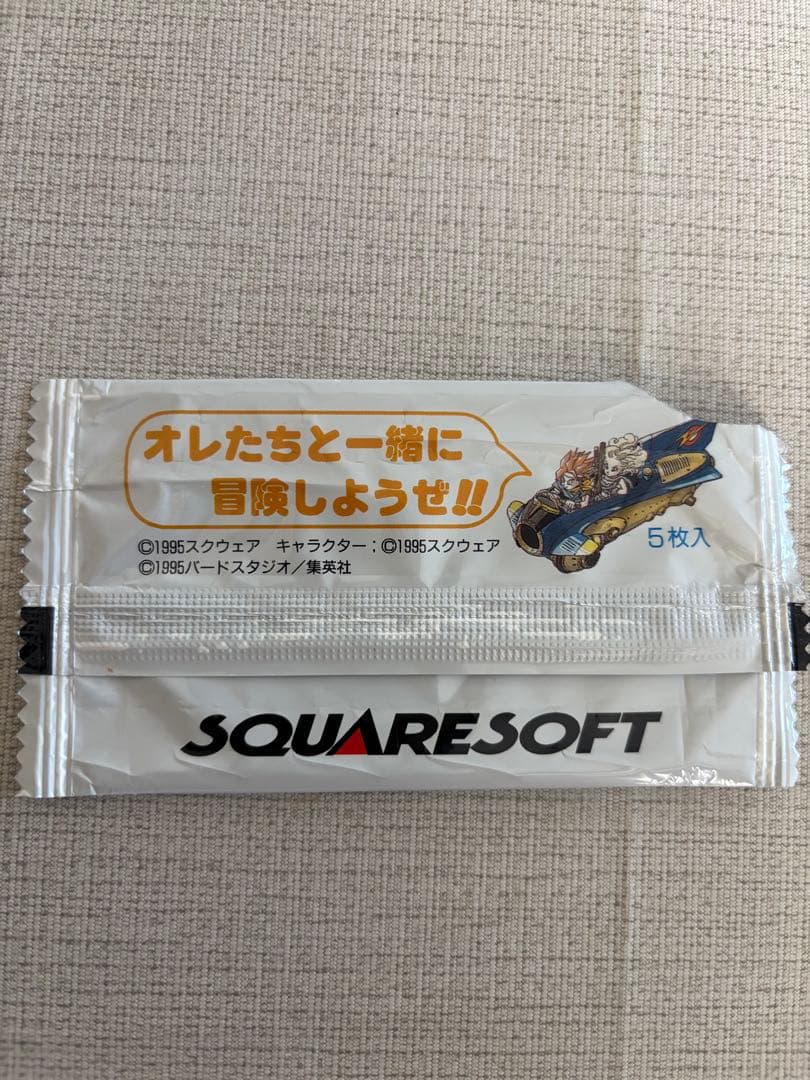 オレたちと一緒に
冒険しようぜ!!
©1995スクウェア キャラクター:©1995スクウェア
©1995バードスタジオ/集英社
5枚入
SQUARESOFT